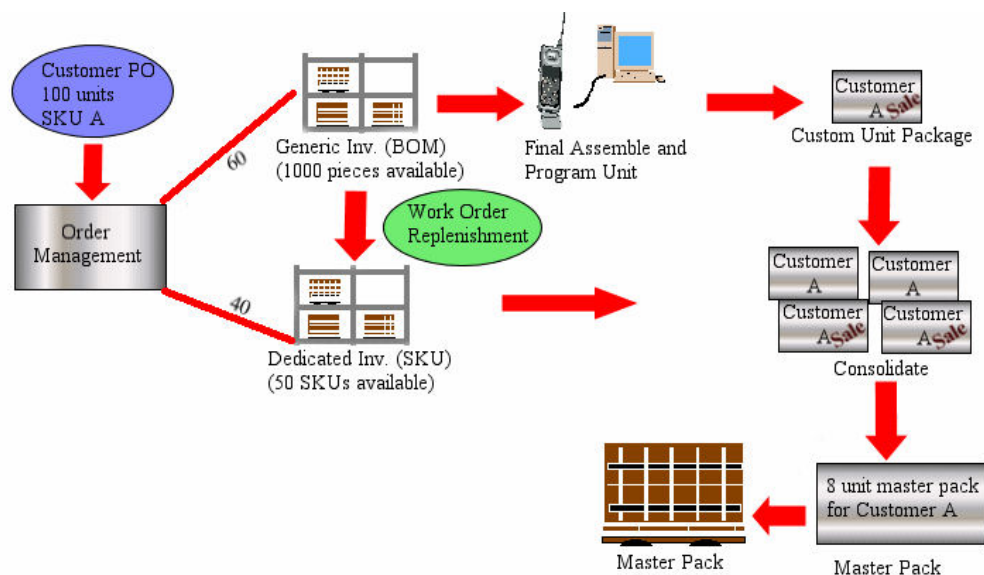 Customer PO
100 units
SKU A
Order
Management
60
40
Generic Inv. (BOM)
(1000 pieces available)
Work Order
Replenishment
Dedicated Inv. (SKU)
(50 SKUs available)
Final Assemble and
Program Unit
Customer
A Sale
Custom Unit Package
Customer
A
Customer
A
Customer
A Sale
Customer
A Sale
Consolidate
8 unit master pack
for Customer A
Master Pack
Master Pack